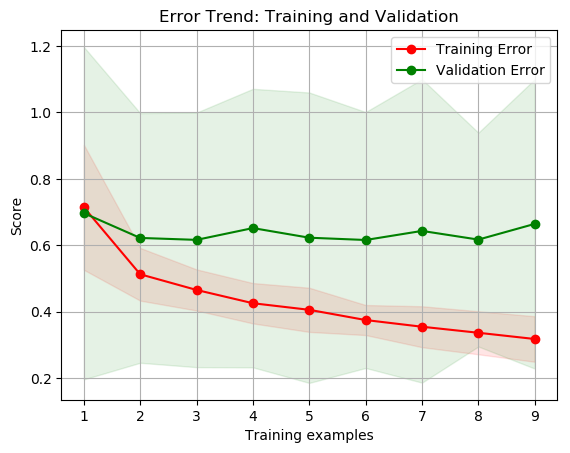 Error Trend: Training and Validation
Training Error
Validation Error
1.2
1.0
0.8
0.6
0.4
0.2
Score
1 2 3 4 5 6 7 8 9
Training examples